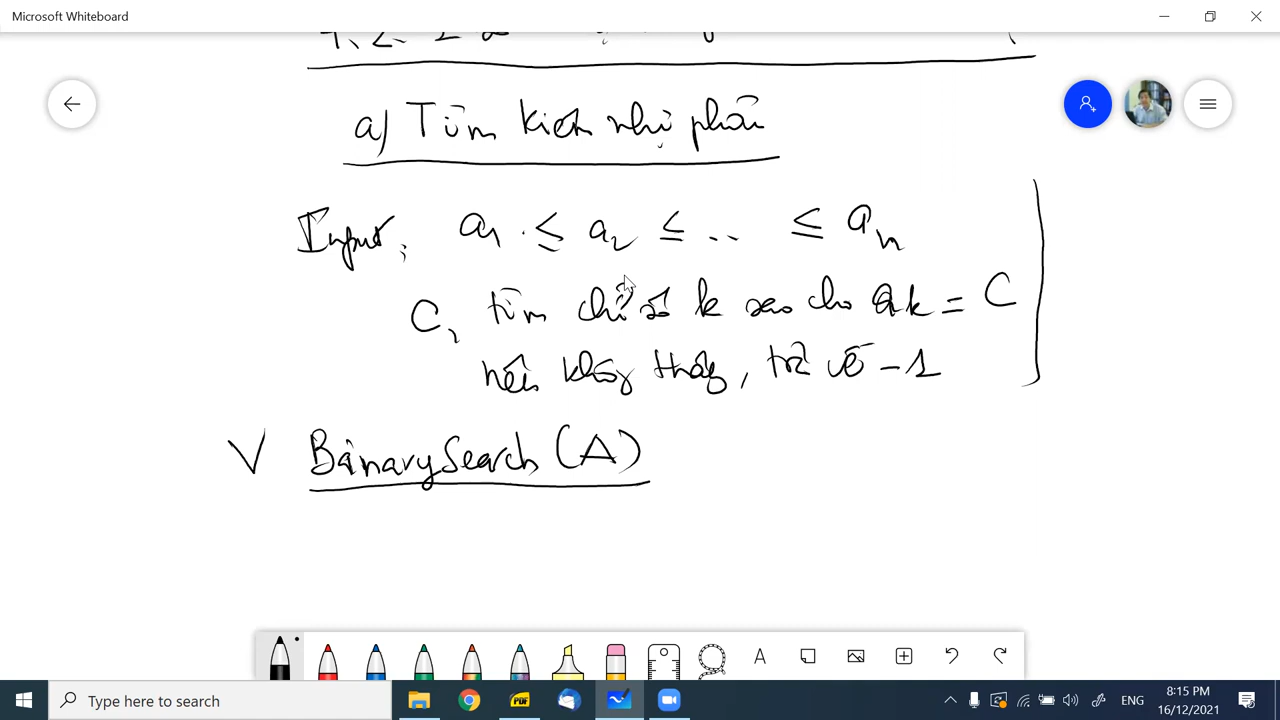 Microsoft Whiteboard
a) Tìm kiếm nhị phân
Input: a1 ≤ a2 ≤ .. ≤ an
C, tìm chỉ số k sao cho ak = C
nếu không thấy, trả về -1
V BinarySearch (A)
A
PDF
Type here to search
ENG
8:15 PM
16/12/2021